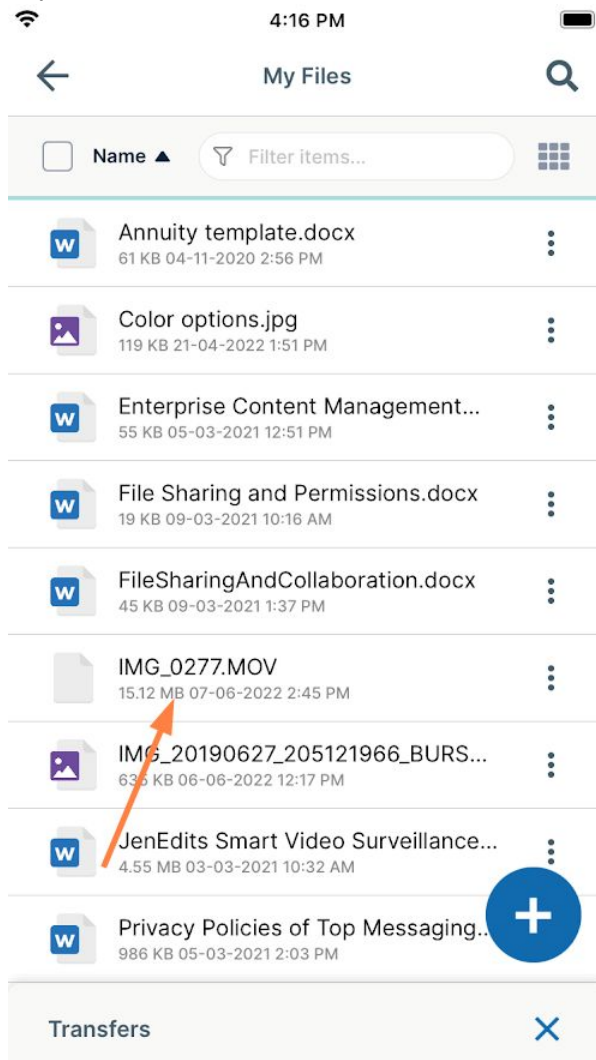 4:16 PM
My Files
Name ▲ Filter items...
Annuity template.docx
61 KB 04-11-2020 2:56 PM
Color options.jpg
119 KB 21-04-2022 1:51 PM
Enterprise Content Management...
55 KB 05-03-2021 12:51 PM
File Sharing and Permissions.docx
19 KB 09-03-2021 10:16 AM
FileSharingAndCollaboration.docx
45 KB 09-03-2021 1:37 PM
IMG_0277.MOV
15.12 MB 07-06-2022 2:45 PM
IMG_20190627_205121966_BURS...
KB 06-06-2022 12:17 PM
JenEdits Smart Video Surveillance...
4.55 MB 03-03-2021 10:32 AM
Privacy Policies of Top Messaging..
986 KB 05-03-2021 2:03 PM
Transfers